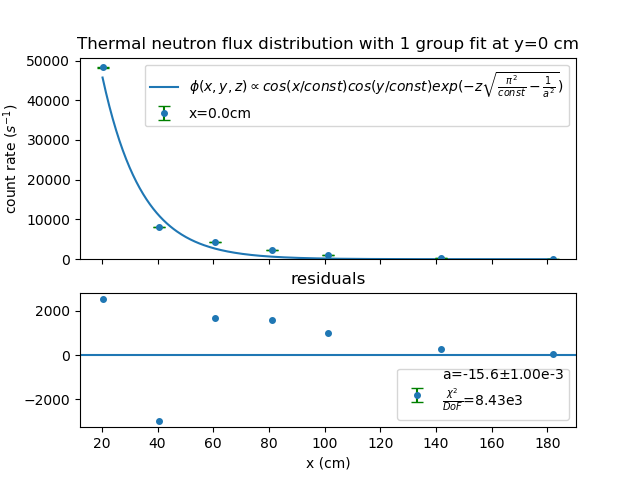 Thermal neutron flux distribution with 1 group fit at y=0 cm
count rate (s⁻¹)
50000
40000
30000
20000
10000
0
ϕ(x, y, z) ∝ cos(x/const)cos(y/const)exp(−z√(π²/const − 1/a²))
x=0.0cm
residuals
2000
0
−2000
a=-15.6±1.00e-3
χ²/DoF=8.43e3
20 40 60 80 100 120 140 160 180
x (cm)